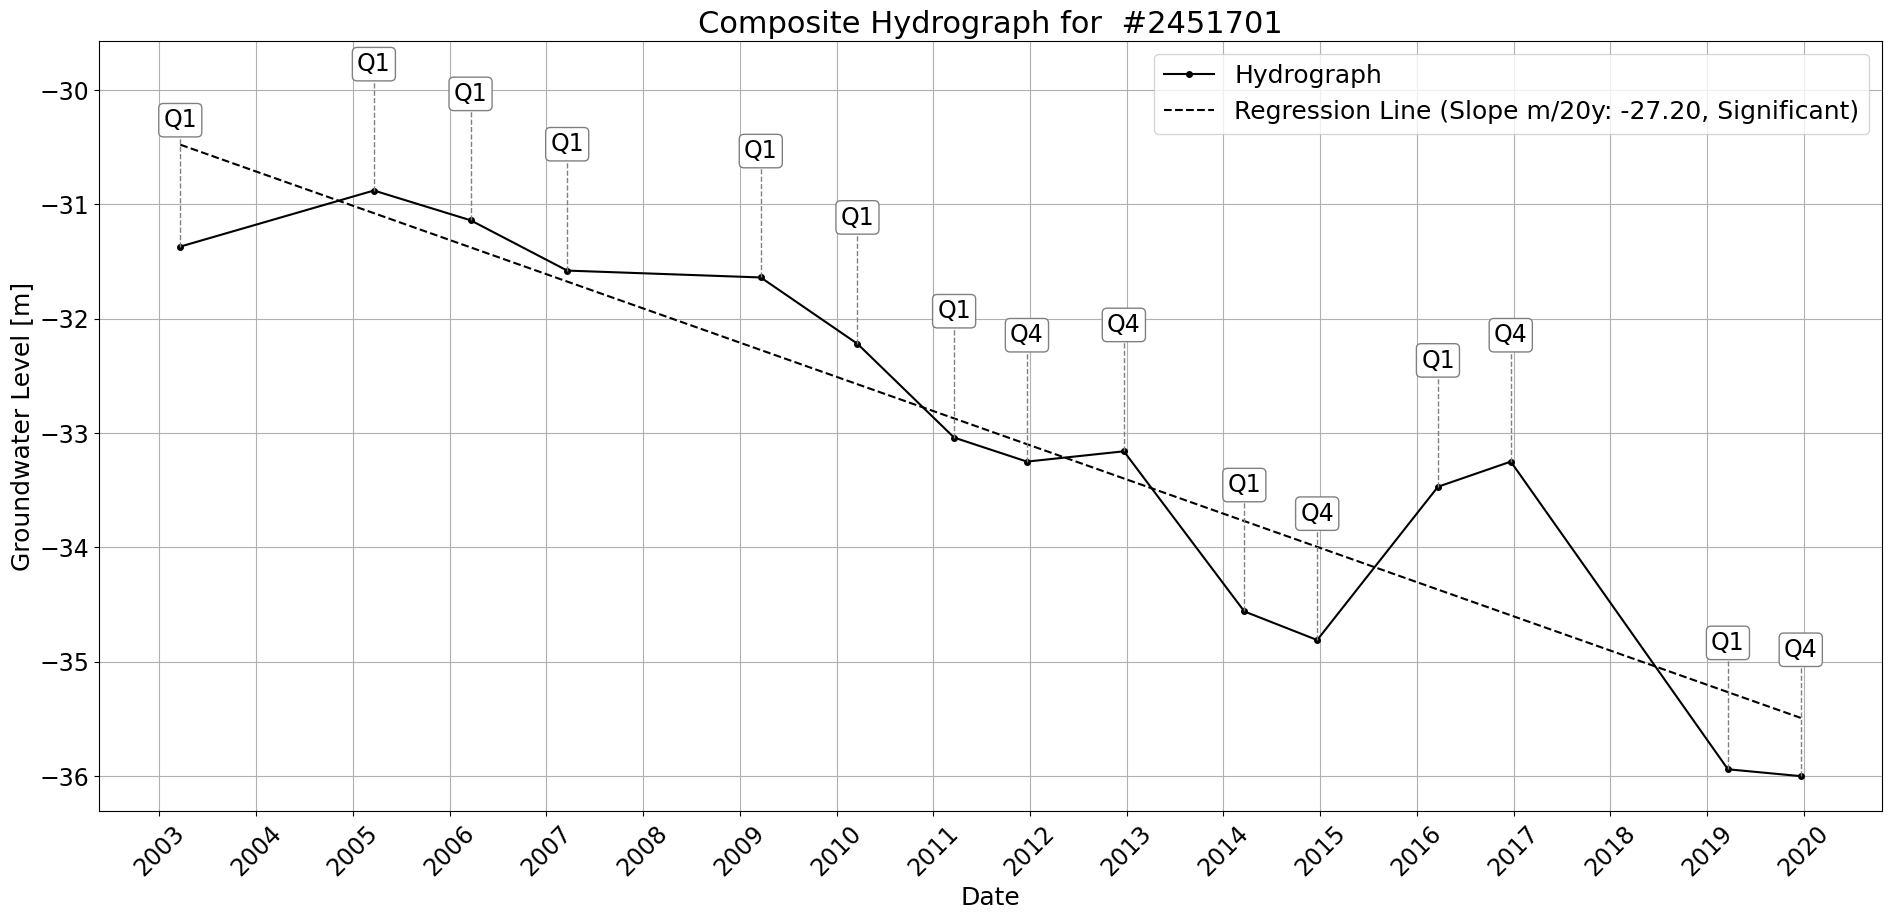 Composite Hydrograph for  #2451701
Hydrograph
Regression Line (Slope m/20y: -27.20, Significant)
Q1
Q1
Q1
Q1
Q1
Q1
Q1
Q4
Q4
Q1
Q4
Q1
Q4
Q1
Q4
Groundwater Level [m]
−30
−31
−32
−33
−34
−35
−36
2003
2004
2005
2006
2007
2008
2009
2010
2011
2012
2013
2014
2015
2016
2017
2018
2019
2020
Date